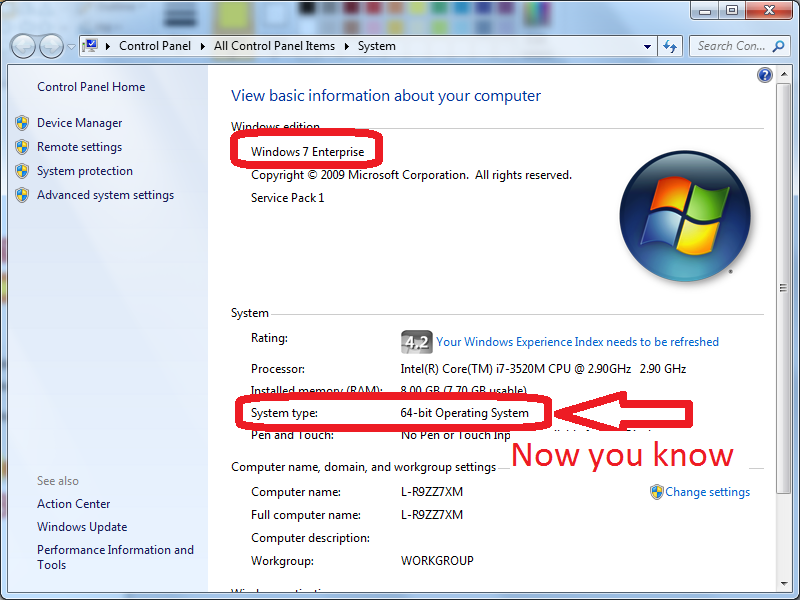 Control Panel ▸ All Control Panel Items ▸ System
Search Con...
Control Panel Home
Device Manager
Remote settings
System protection
Advanced system settings
See also
Action Center
Windows Update
Performance Information and
Tools
View basic information about your computer
Windows edition
Windows 7 Enterprise
Copyright © 2009 Microsoft Corporation. All rights reserved.
Service Pack 1
System
Rating:
4.2 Your Windows Experience Index needs to be refreshed
Processor: Intel(R) Core(TM) i7-3520M CPU @ 2.90GHz 2.90 GHz
Installed memory (RAM): 8.00 GB (7.70 GB usable)
System type: 64-bit Operating System
Pen and Touch: No Pen or Touch Inp
Now you know
Computer name, domain, and workgroup settings
Computer name: L-R9ZZ7XM
Change settings
Full computer name: L-R9ZZ7XM
Computer description:
Workgroup: WORKGROUP